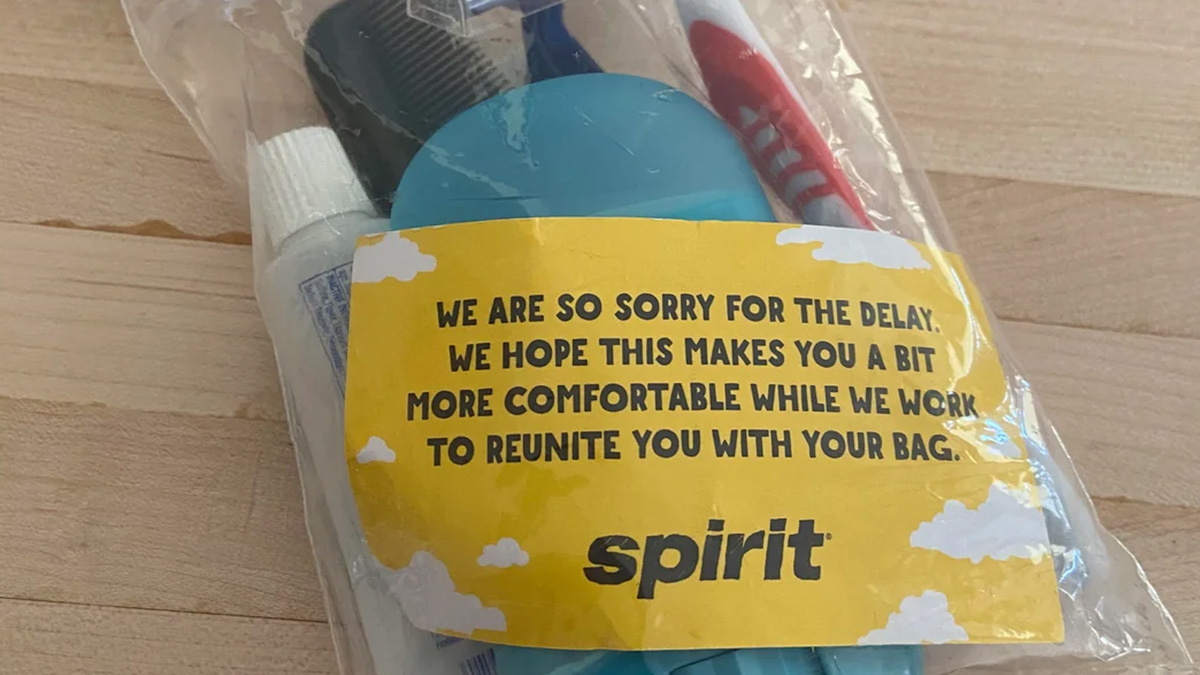 WE ARE SO SORRY FOR THE DELAY.
WE HOPE THIS MAKES YOU A BIT
MORE COMFORTABLE WHILE WE WORK
TO REUNITE YOU WITH YOUR BAG.
spirit